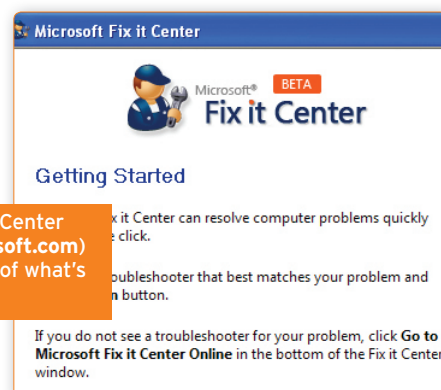 Microsoft Fix it Center
Microsoft® BETA
Fix it Center
Getting Started
Center
soft.com)
of what's
it Center can resolve computer problems quickly
click.
troubleshooter that best matches your problem and
button.
If you do not see a troubleshooter for your problem, click Go to
Microsoft Fix it Center Online in the bottom of the Fix it Center
window.